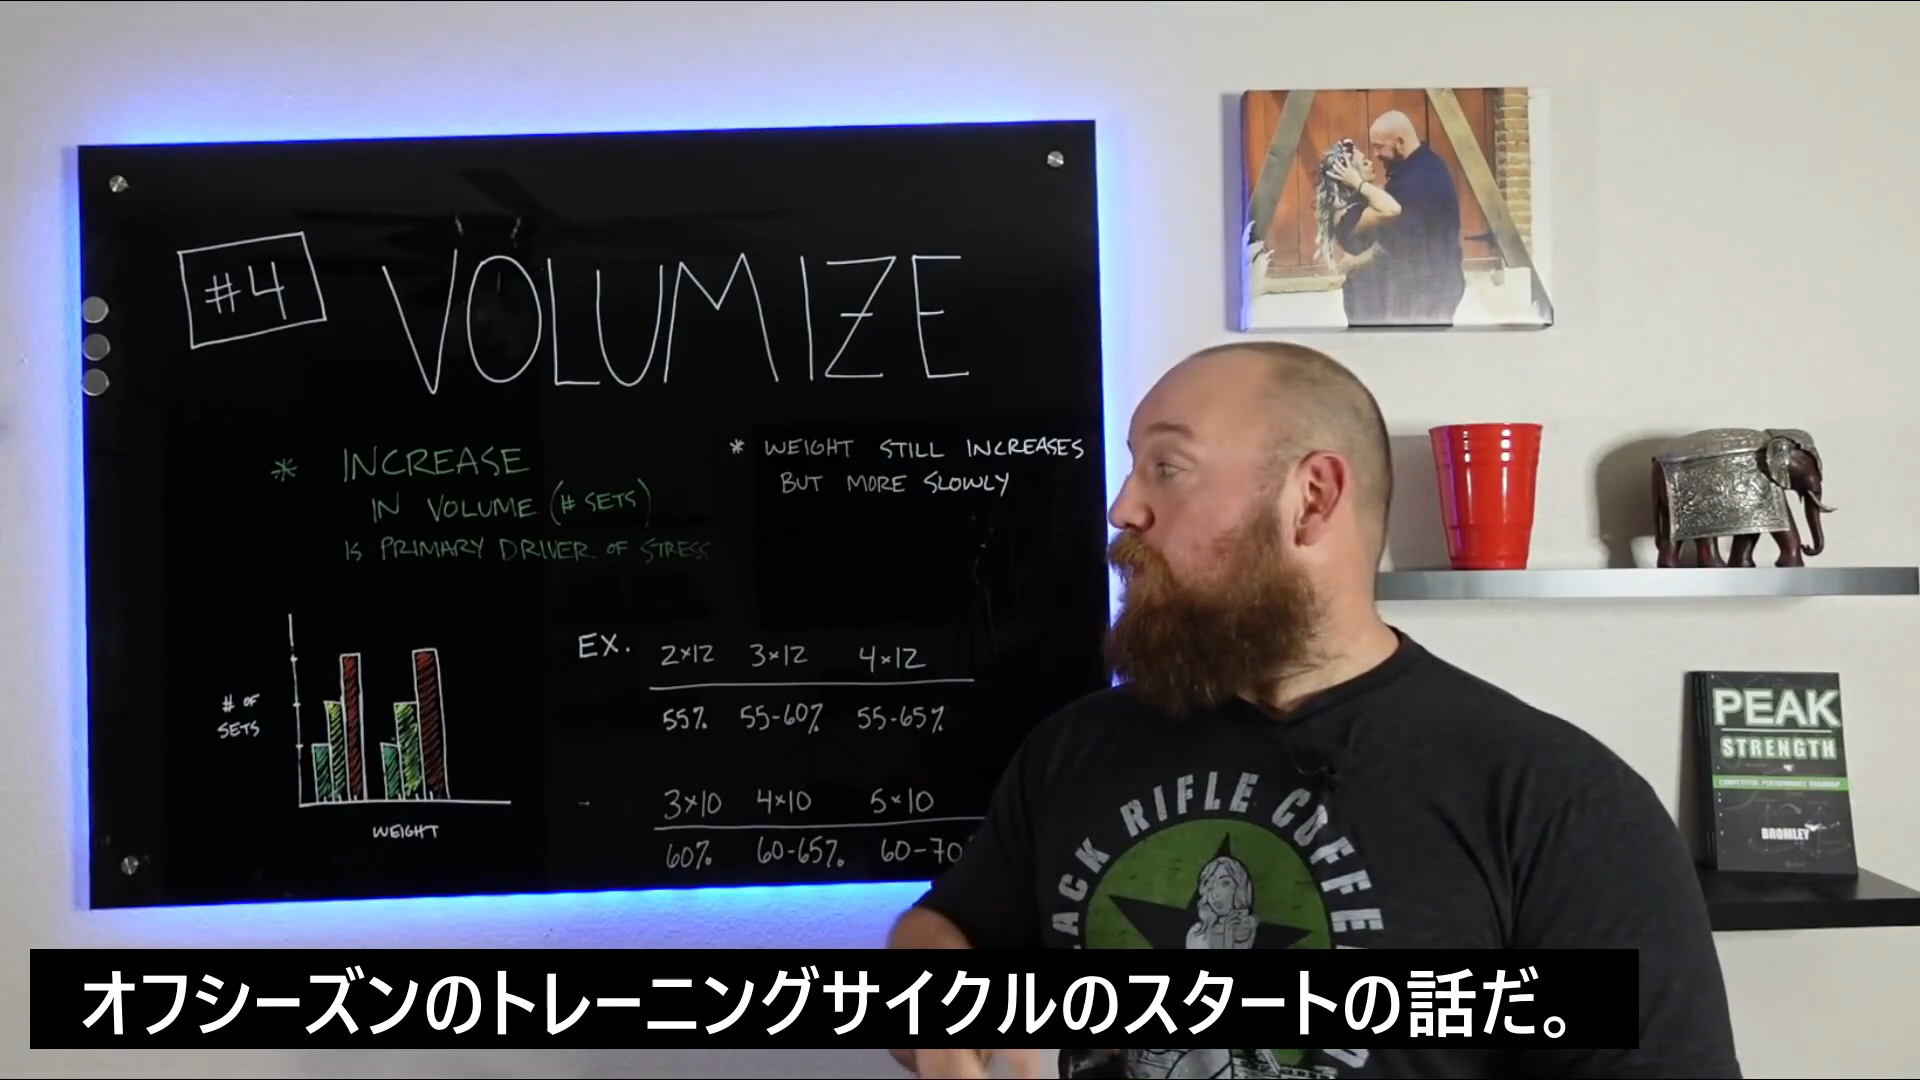 #4
VOLUMIZE
* INCREASE
IN VOLUME (# SETS)
IS PRIMARY DRIVER OF STRESS
* WEIGHT STILL INCREASES
BUT MORE SLOWLY
# OF
SETS
WEIGHT
EX.
2×12 3×12 4×12
55% 55-60% 55-65%
3×10 4×10 5×10
60% 60-65% 60-70
PEAK
STRENGTH
BROMLEY
ACK RIFLE COFFE
オフシーズンのトレーニングサイクルのスタートの話だ。